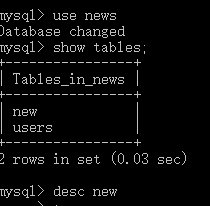 mysql> use news
Database changed
mysql> show tables;
+----------------+
| Tables_in_news |
+----------------+
| new            |
| users          |
+----------------+
2 rows in set (0.03 sec)
mysql> desc new